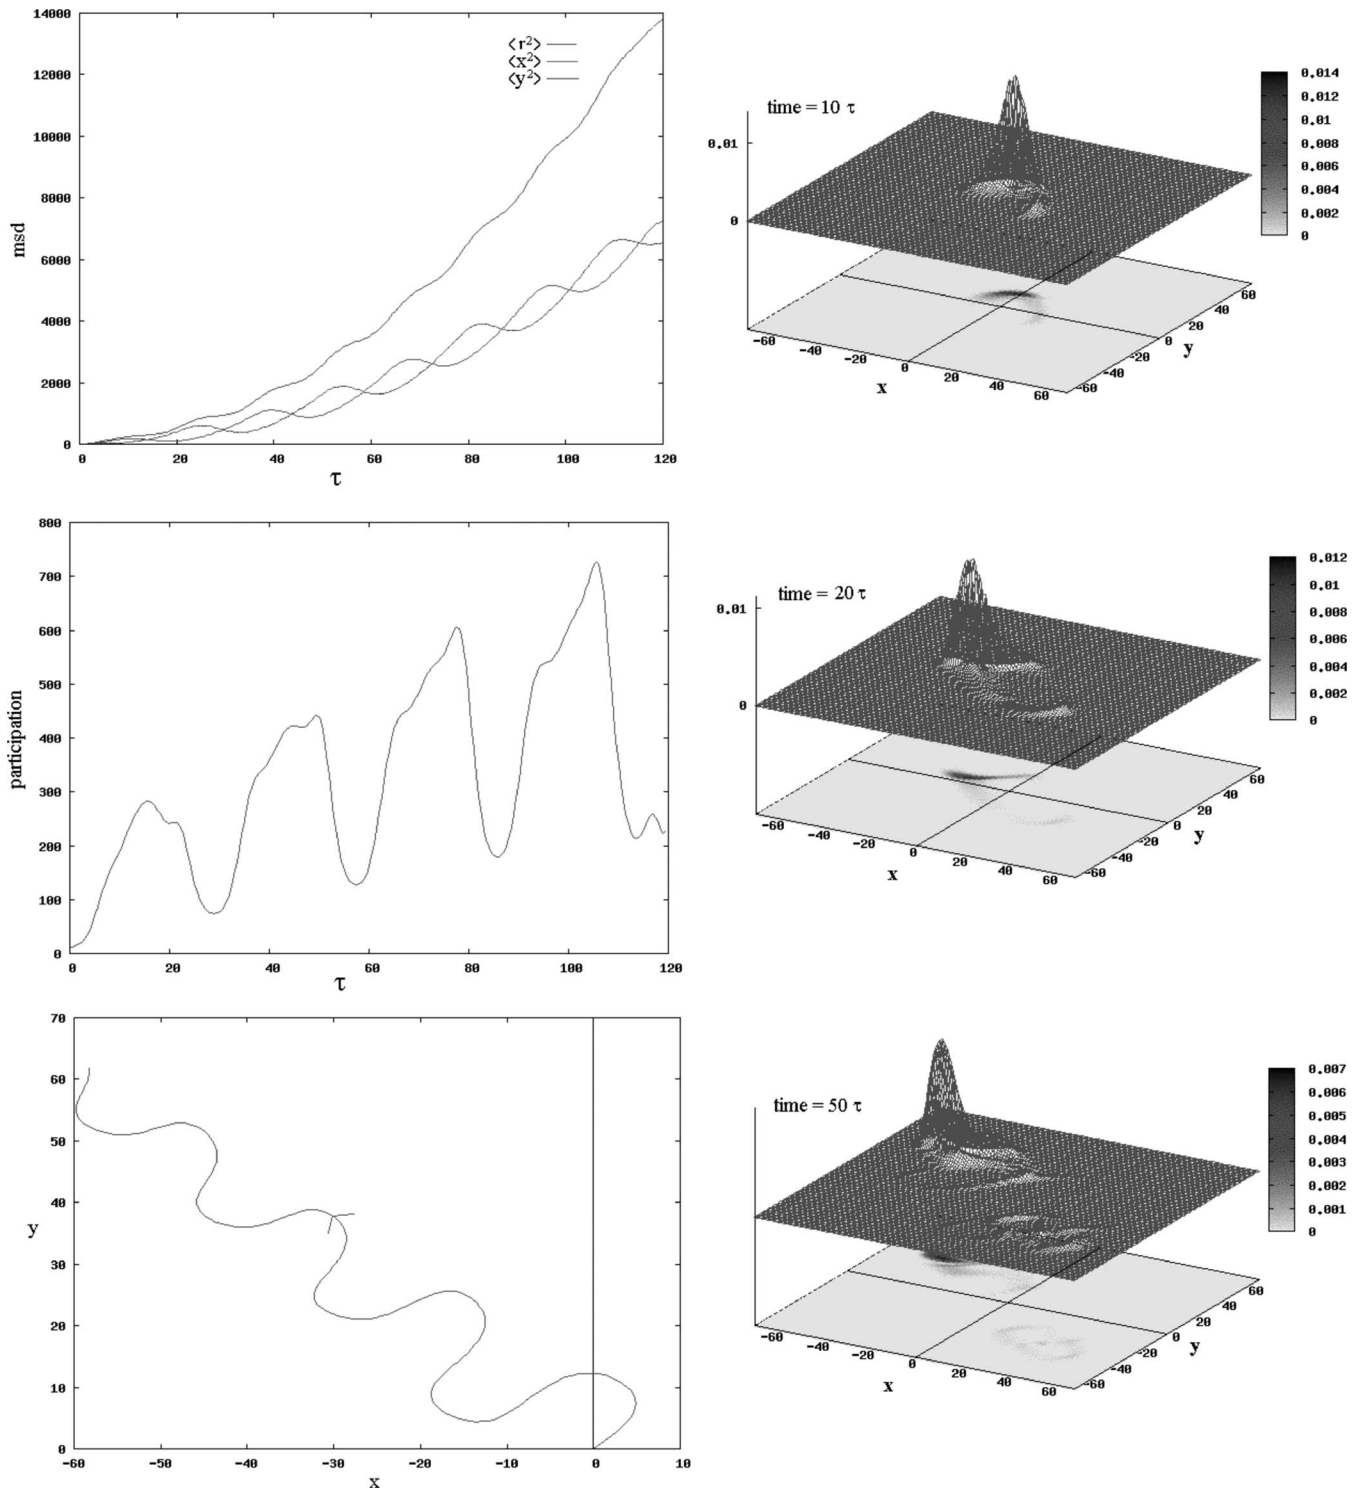 14000
12000
10000
8000
6000
4000
2000
0
msd
⟨r²⟩
⟨x²⟩
⟨y²⟩
0 20 40 60 80 100 120
τ
time = 10 τ
0.01
0
0.014
0.012
0.01
0.008
0.006
0.004
0.002
0
-60 -40 -20 0 20 40 60
x
-60 -40 -20 0 20 40 60
y
800
700
600
500
400
300
200
100
0
participation
0 20 40 60 80 100 120
τ
time = 20 τ
0.01
0
0.012
0.01
0.008
0.006
0.004
0.002
0
-60 -40 -20 0 20 40 60
x
-60 -40 -20 0 20 40 60
y
70
60
50
40
30
20
10
0
y
-60 -50 -40 -30 -20 -10 0 10
x
time = 50 τ
0.007
0.006
0.005
0.004
0.003
0.002
0.001
0
-60 -40 -20 0 20 40 60
x
-60 -40 -20 0 20 40 60
y